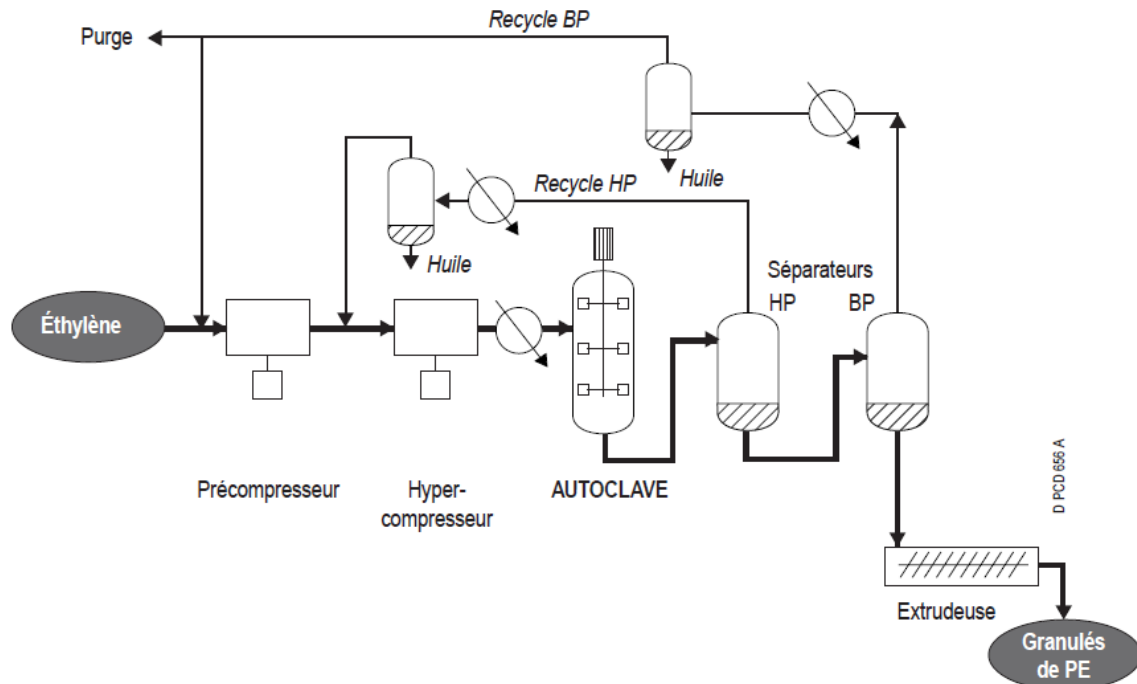 Recycle BP
Purge
Huile
Recycle HP
Huile
Séparateurs
HP BP
Éthylène
Précompresseur
Hyper-
compresseur
AUTOCLAVE
D PCD 656 A
Extrudeuse
Granulés
de PE